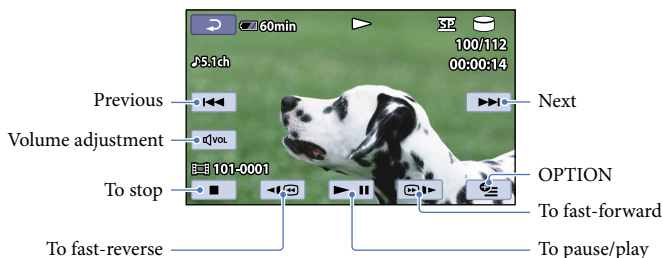 60min
SP
100/112
♪5.1ch
00:00:14
Previous
Next
Volume adjustment
VOL
101-0001
OPTION
To stop
To fast-forward
To fast-reverse
To pause/play